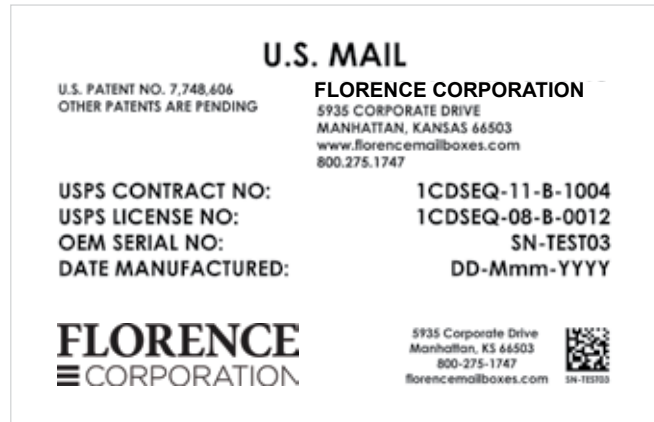 U.S. MAIL
U.S. PATENT NO. 7,748,606
OTHER PATENTS ARE PENDING
FLORENCE CORPORATION
5935 CORPORATE DRIVE
MANHATTAN, KANSAS 66503
www.florencemailboxes.com
800.275.1747
USPS CONTRACT NO: 1CDSEQ-11-B-1004
USPS LICENSE NO: 1CDSEQ-08-B-0012
OEM SERIAL NO: SN-TEST03
DATE MANUFACTURED: DD-Mmm-YYYY
FLORENCE
CORPORATION
5935 Corporate Drive
Manhattan, KS 66503
800-275-1747
florencemailboxes.com
SN-TEST03